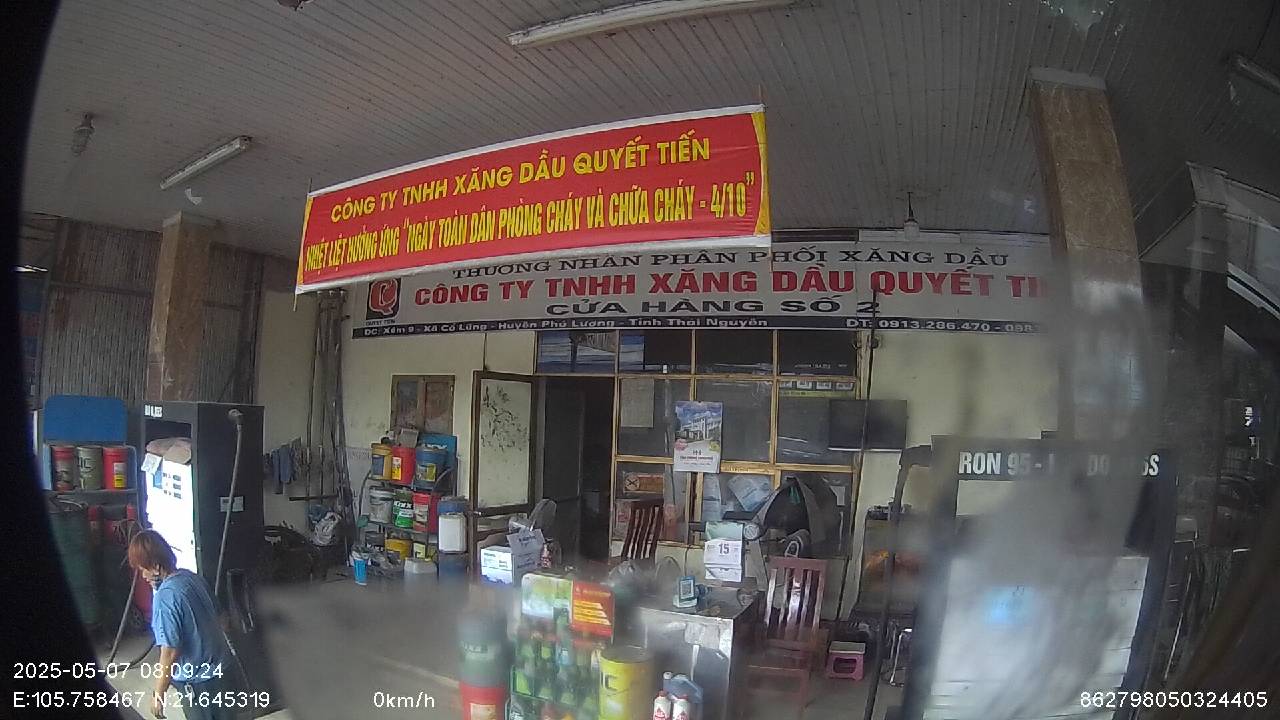 CÔNG TY TNHH XĂNG DẦU QUYẾT TIẾN
NHIỆT LIỆT HƯỞNG ỨNG "NGÀY TOÀN DÂN PHÒNG CHÁY VÀ CHỮA CHÁY - 4/10"
THƯƠNG NHÂN PHÂN PHỐI XĂNG DẦU
CÔNG TY TNHH XĂNG DẦU QUYẾT
CỬA HÀNG SỐ 2
QUYẾT TIẾN
ĐC: Xóm 9 - Xã Cổ Lũng - Huyện Phú Lương - Tỉnh Thái Nguyên
ĐT: 0913.286.470
RON 95
15
2025-05-07 08:09:24
E:105.758467 N:21.645319
0km/h
862798050324405